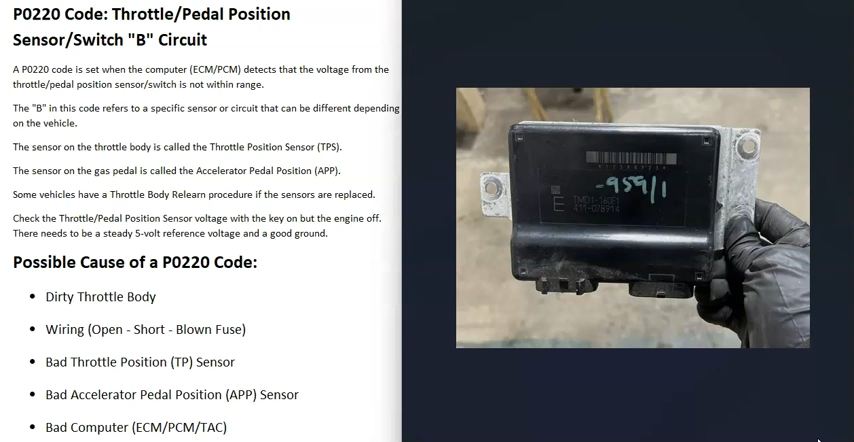 P0220 Code: Throttle/Pedal Position
Sensor/Switch "B" Circuit
A P0220 code is set when the computer (ECM/PCM) detects that the voltage from the
throttle/pedal position sensor/switch is not within range.
The "B" in this code refers to a specific sensor or circuit that can be different depending
on the vehicle.
The sensor on the throttle body is called the Throttle Position Sensor (TPS).
The sensor on the gas pedal is called the Accelerator Pedal Position (APP).
Some vehicles have a Throttle Body Relearn procedure if the sensors are replaced.
Check the Throttle/Pedal Position Sensor voltage with the key on but the engine off.
There needs to be a steady 5-volt reference voltage and a good ground.
Possible Cause of a P0220 Code:
• Dirty Throttle Body
• Wiring (Open - Short - Blown Fuse)
• Bad Throttle Position (TP) Sensor
• Bad Accelerator Pedal Position (APP) Sensor
• Bad Computer (ECM/PCM/TAC)
-959/1
E